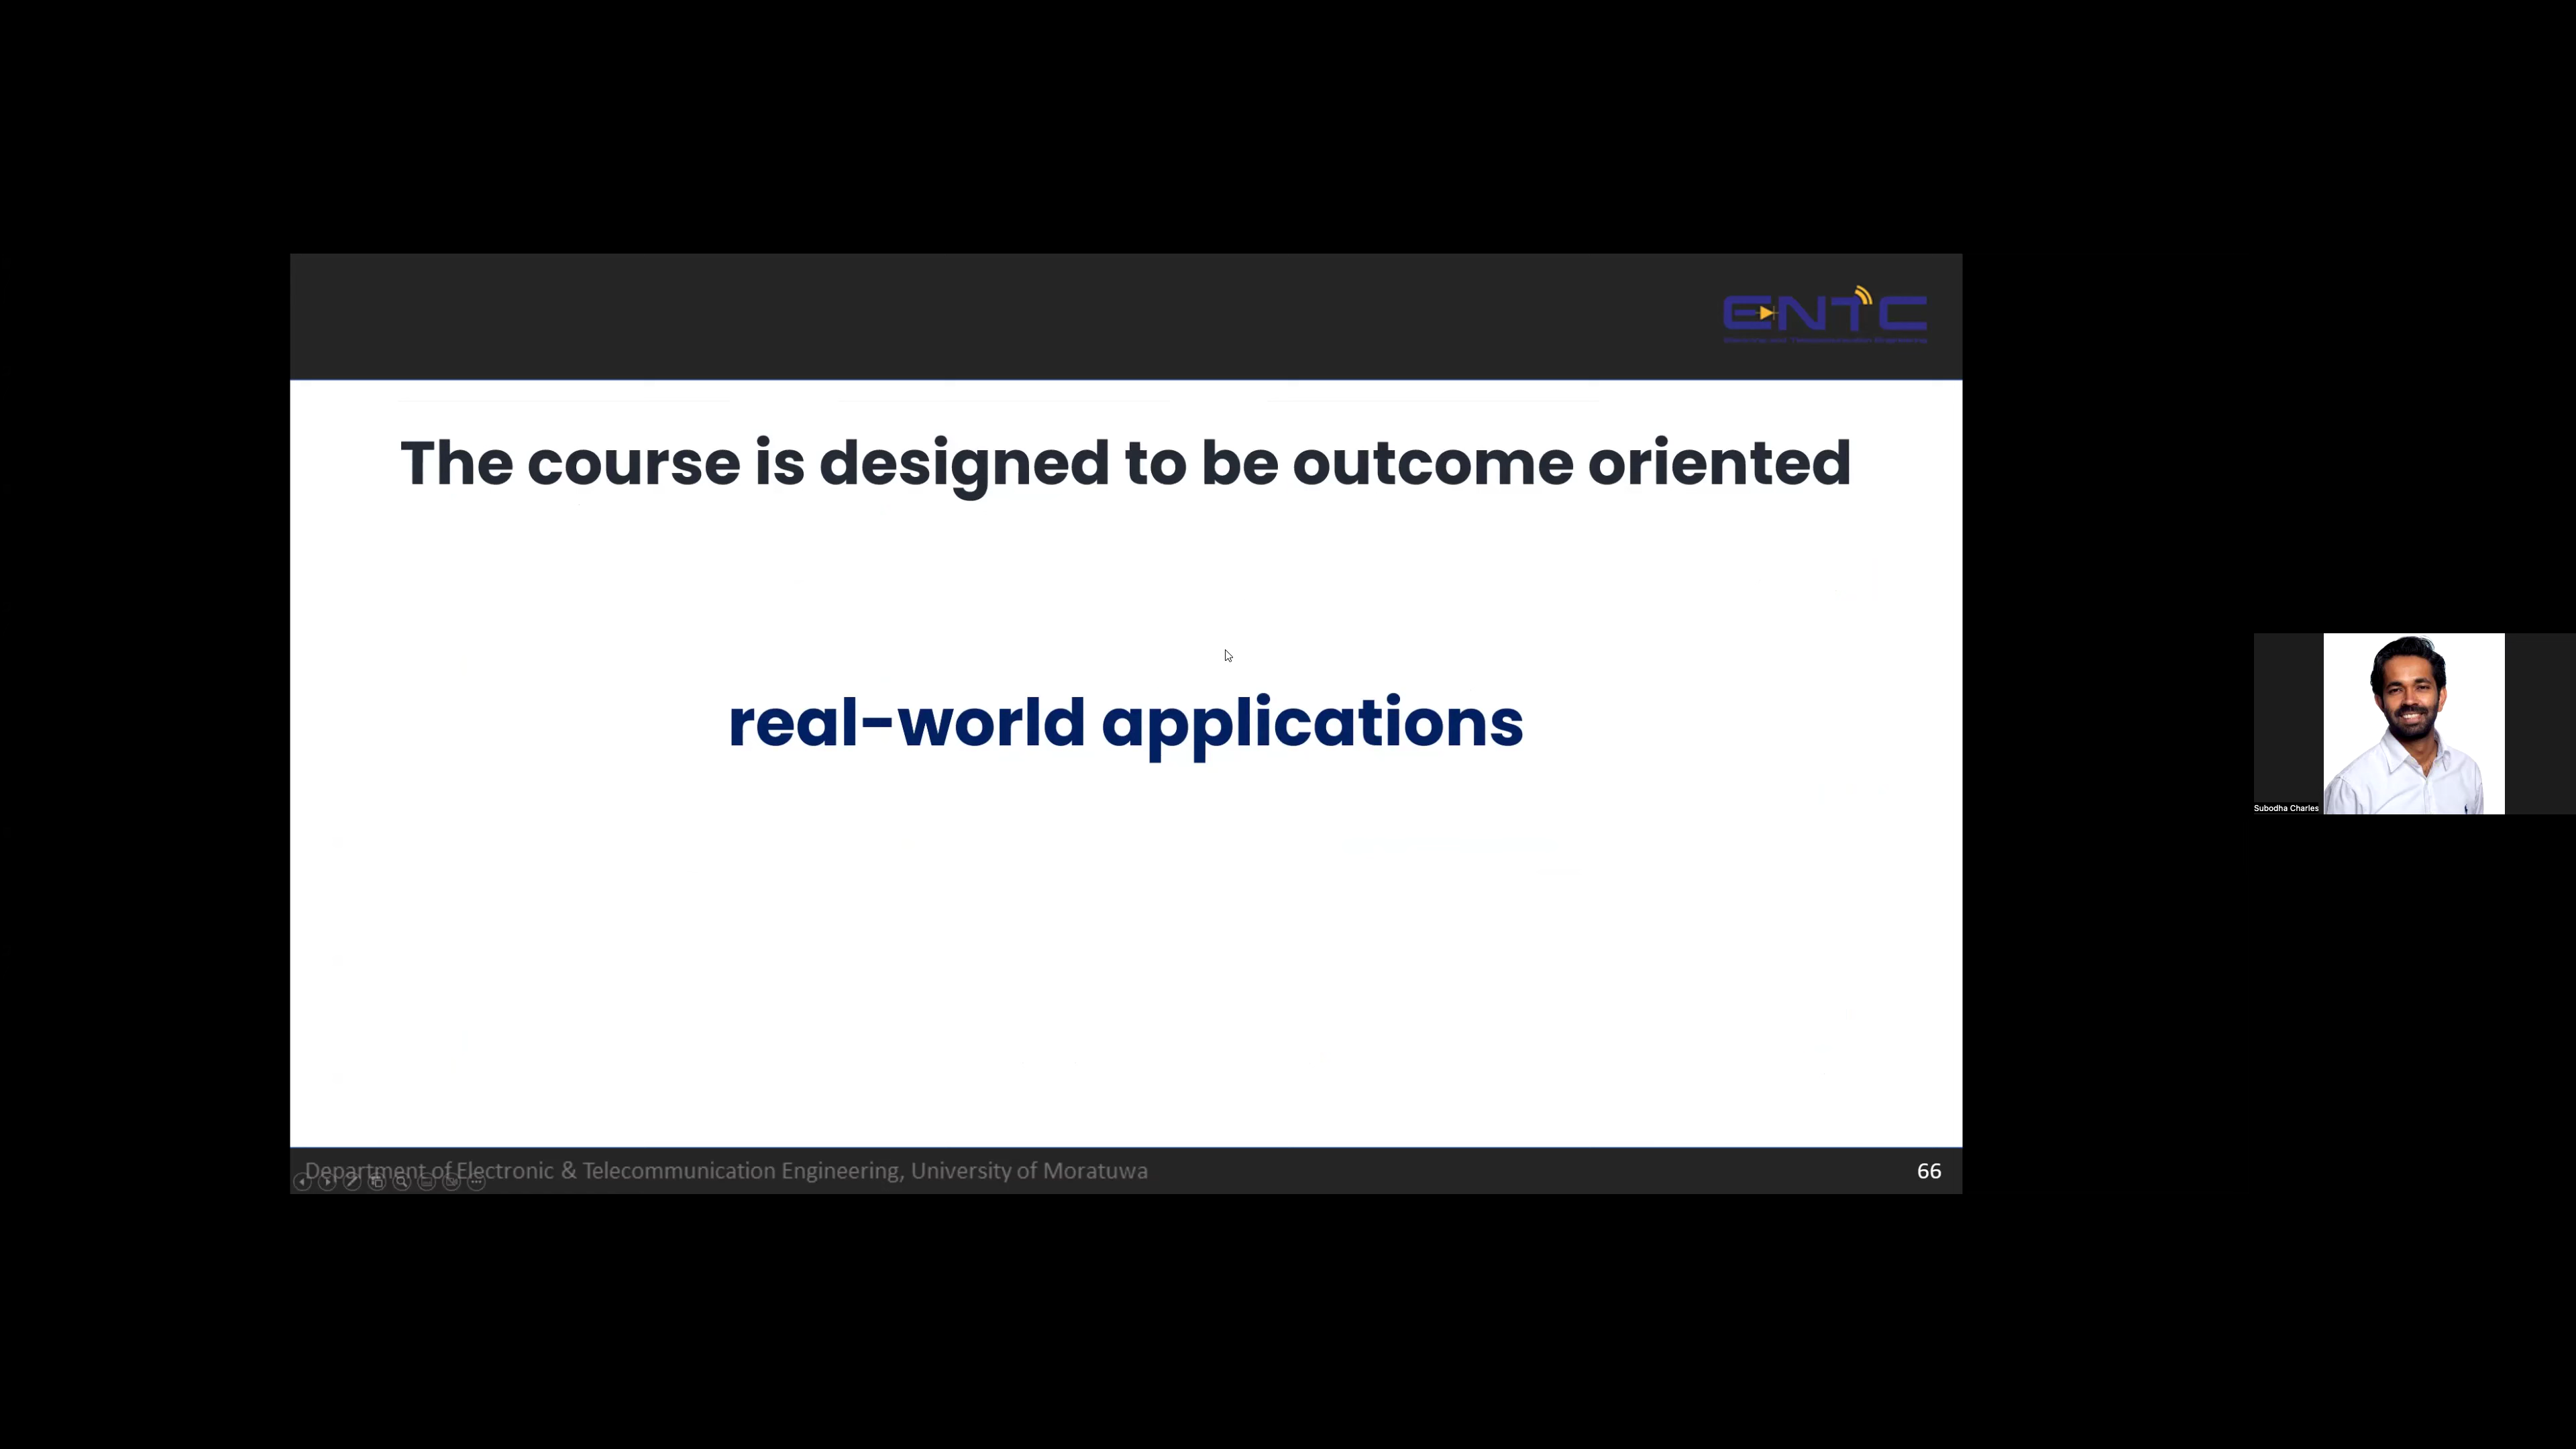 ENTC
The course is designed to be outcome oriented
real-world applications
Subodha Charles
Department of Electronic & Telecommunication Engineering, University of Moratuwa
66